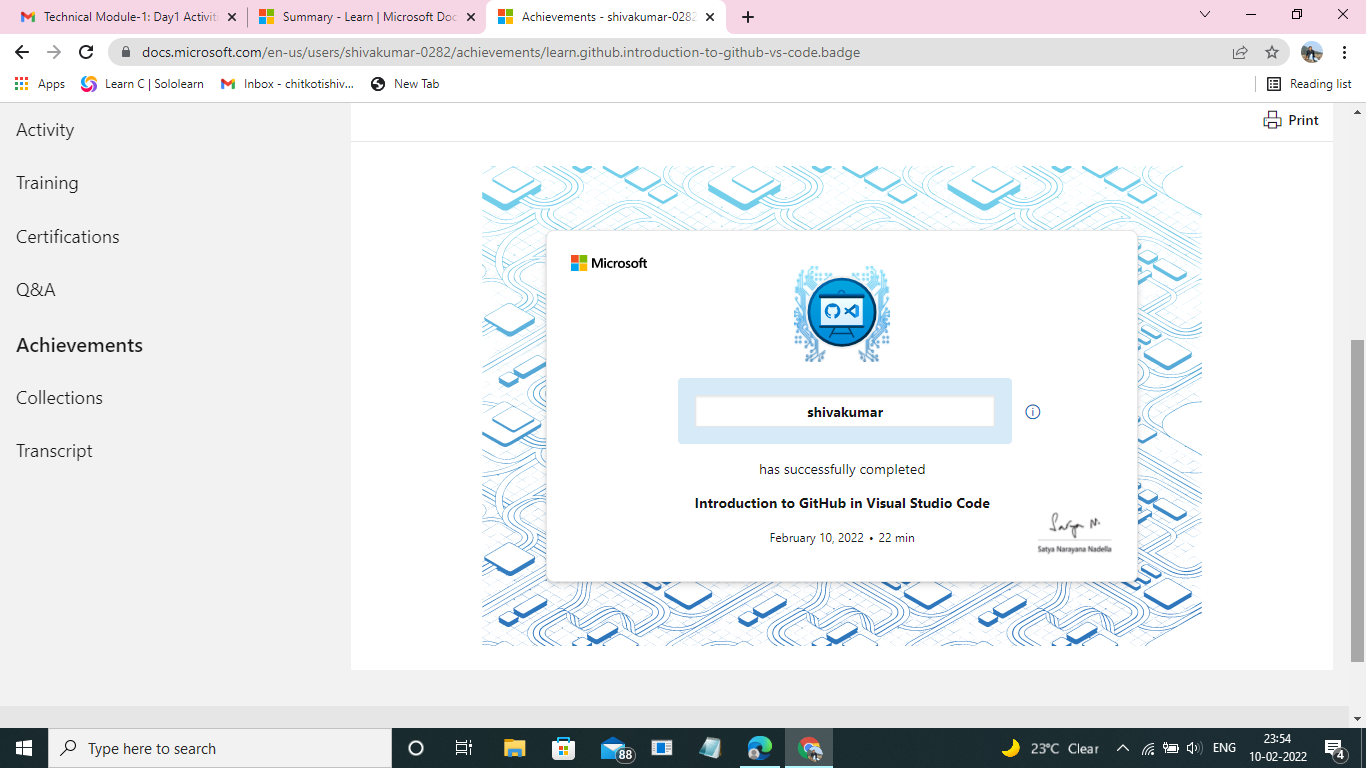 Technical Module-1: Day1 Activiti
Summary - Learn | Microsoft Doc
Achievements - shivakumar-0282
docs.microsoft.com/en-us/users/shivakumar-0282/achievements/learn.github.introduction-to-github-vs-code.badge
Apps
Learn C | Sololearn
Inbox - chitkotishiv...
New Tab
Reading list
Activity
Training
Certifications
Q&A
Achievements
Collections
Transcript
Print
Microsoft
shivakumar
has successfully completed
Introduction to GitHub in Visual Studio Code
February 10, 2022 • 22 min
Satya N.
Satya Narayana Nadella
Type here to search
88
23°C Clear
ENG
23:54
10-02-2022
4